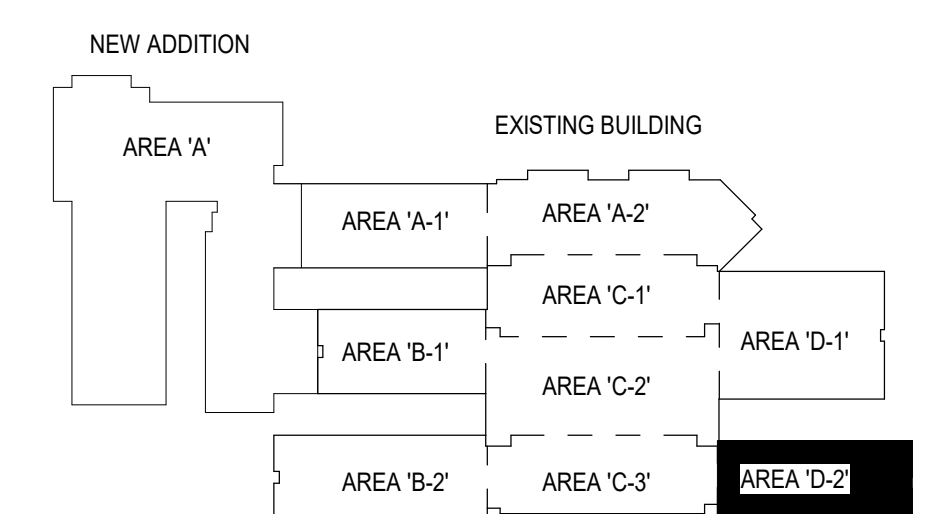 NEW ADDITION
EXISTING BUILDING
AREA 'A'
AREA 'A-1'
AREA 'A-2'
AREA 'C-1'
AREA 'B-1'
AREA 'D-1'
AREA 'C-2'
AREA 'B-2'
AREA 'C-3'
AREA 'D-2'